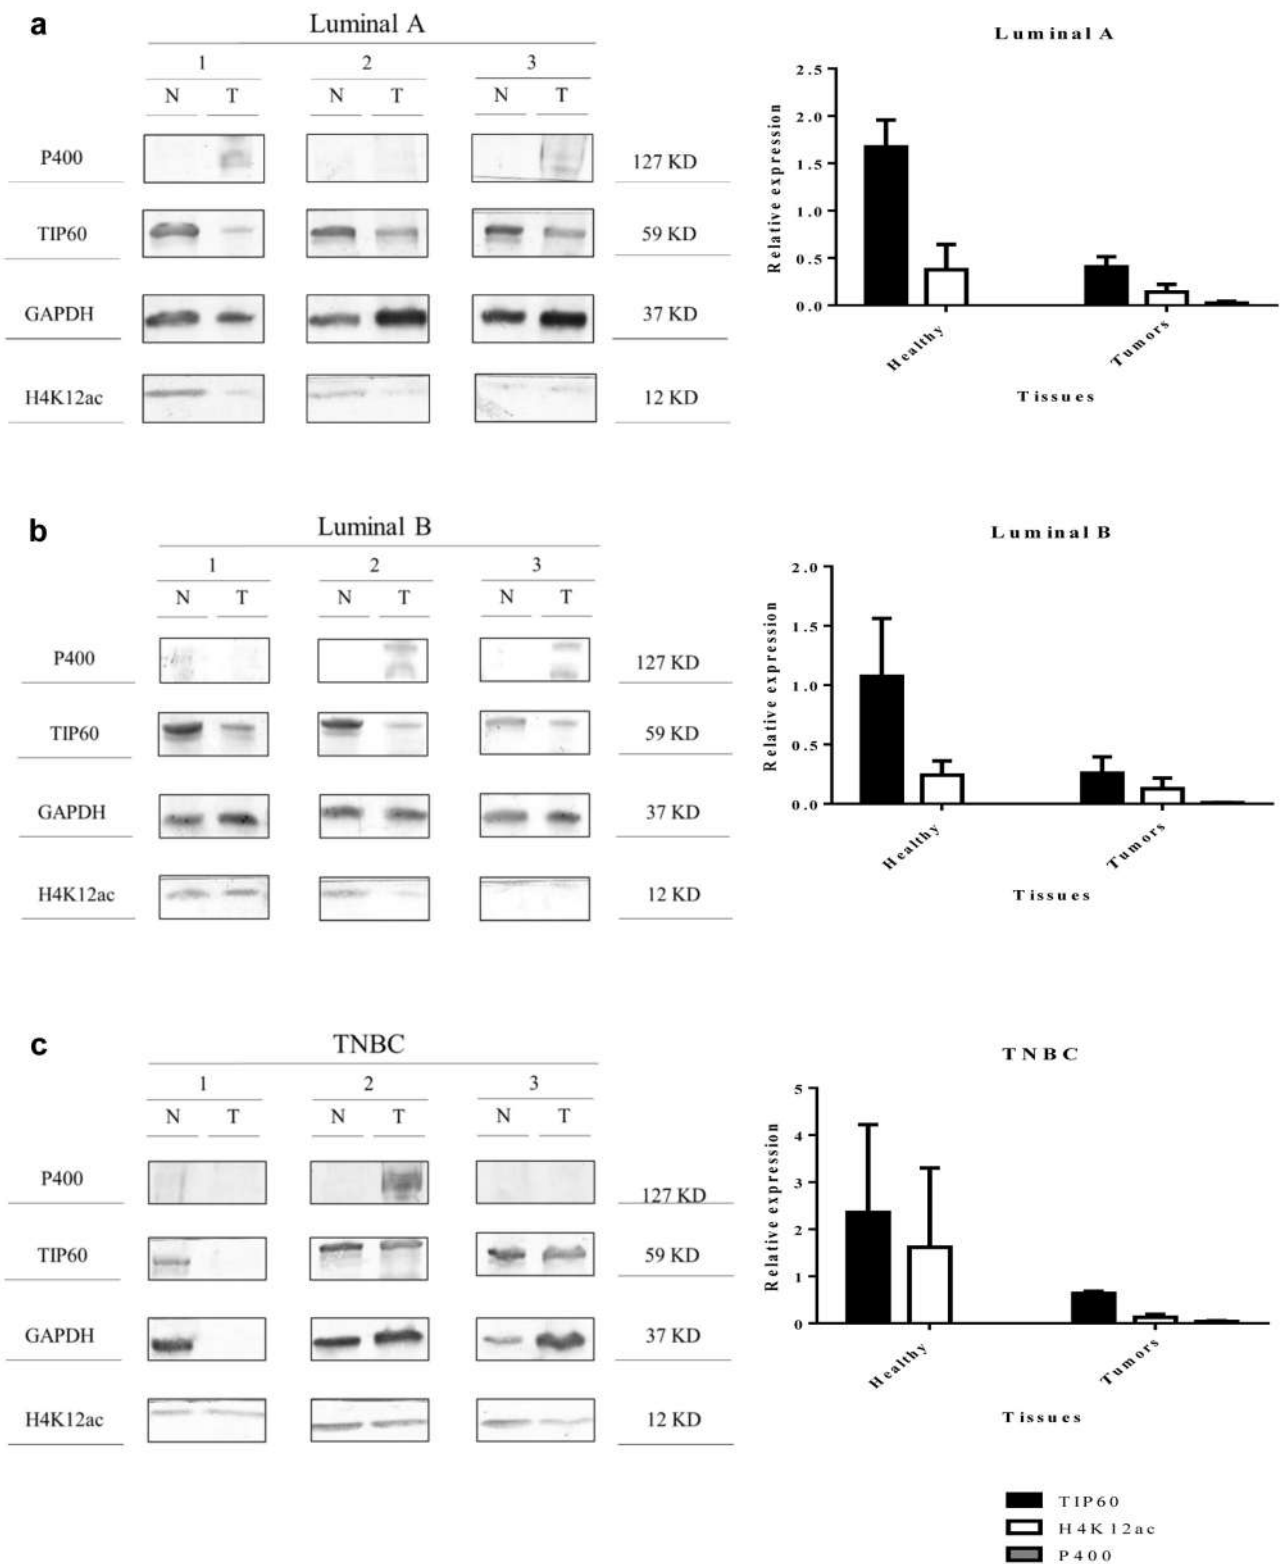 a
Luminal A
1 2 3
N T N T N T
P400 127 KD
TIP60 59 KD
GAPDH 37 KD
H4K12ac 12 KD
Luminal A
Relative expression
2.5
2.0
1.5
1.0
0.5
0.0
Healthy Tumors
Tissues
b
Luminal B
1 2 3
N T N T N T
P400 127 KD
TIP60 59 KD
GAPDH 37 KD
H4K12ac 12 KD
Luminal B
Relative expression
2.0
1.5
1.0
0.5
0.0
Healthy Tumors
Tissues
c
TNBC
1 2 3
N T N T N T
P400 127 KD
TIP60 59 KD
GAPDH 37 KD
H4K12ac 12 KD
TNBC
Relative expression
5
4
3
2
1
0
Healthy Tumors
Tissues
TIP60
H4K12ac
P400